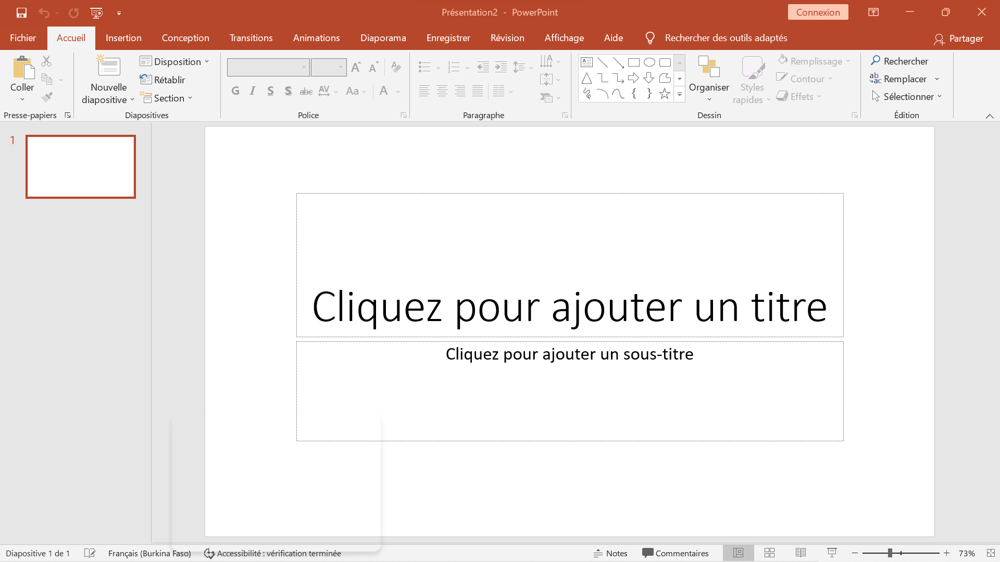 Présentation2 - PowerPoint
Connexion
Fichier
Accueil
Insertion
Conception
Transitions
Animations
Diaporama
Enregistrer
Révision
Affichage
Aide
Rechercher des outils adaptés
Partager
Coller
Presse-papiers
Nouvelle
diapositive
Disposition
Rétablir
Section
Diapositives
G I S S abc AV Aa A
Police
Paragraphe
Organiser
Styles
rapides
Remplissage
Contour
Effets
Dessin
Rechercher
Remplacer
Sélectionner
Édition
1
Cliquez pour ajouter un titre
Cliquez pour ajouter un sous-titre
Diapositive 1 de 1
Français (Burkina Faso)
Accessibilité : vérification terminée
Notes
Commentaires
73%